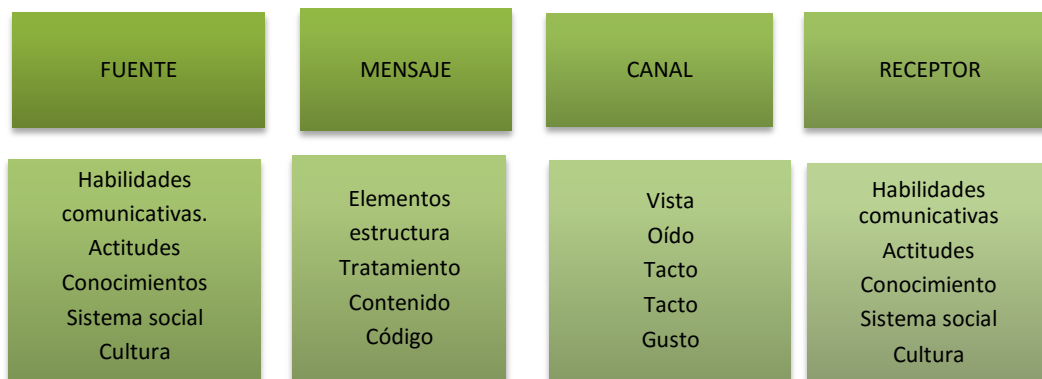 FUENTE
MENSAJE
CANAL
RECEPTOR
Habilidades
comunicativas.
Actitudes
Conocimientos
Sistema social
Cultura
Elementos
estructura
Tratamiento
Contenido
Código
Vista
Oído
Tacto
Tacto
Gusto
Habilidades
comunicativas
Actitudes
Conocimiento
Sistema social
Cultura